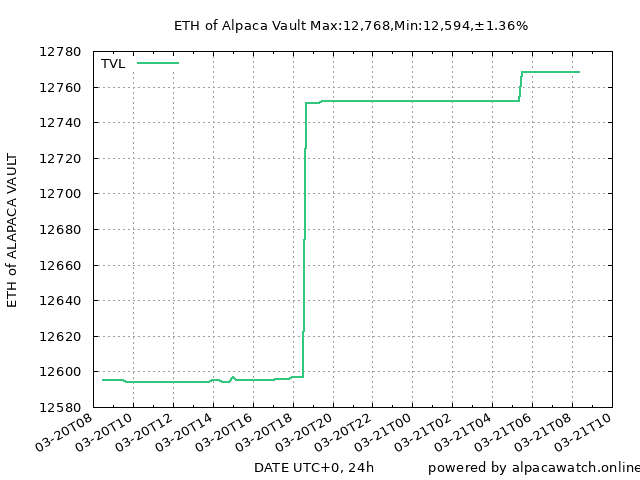 ETH of Alpaca Vault Max:12,768,Min:12,594,±1.36%
TVL
12780
12760
12740
12720
12700
12680
12660
12640
12620
12600
12580
ETH of ALAPACA VAULT
03-20T08
03-20T10
03-20T12
03-20T14
03-20T16
03-20T18
03-20T20
03-20T22
03-21T00
03-21T02
03-21T04
03-21T06
03-21T08
03-21T10
DATE UTC+0, 24h
powered by alpacawatch.online